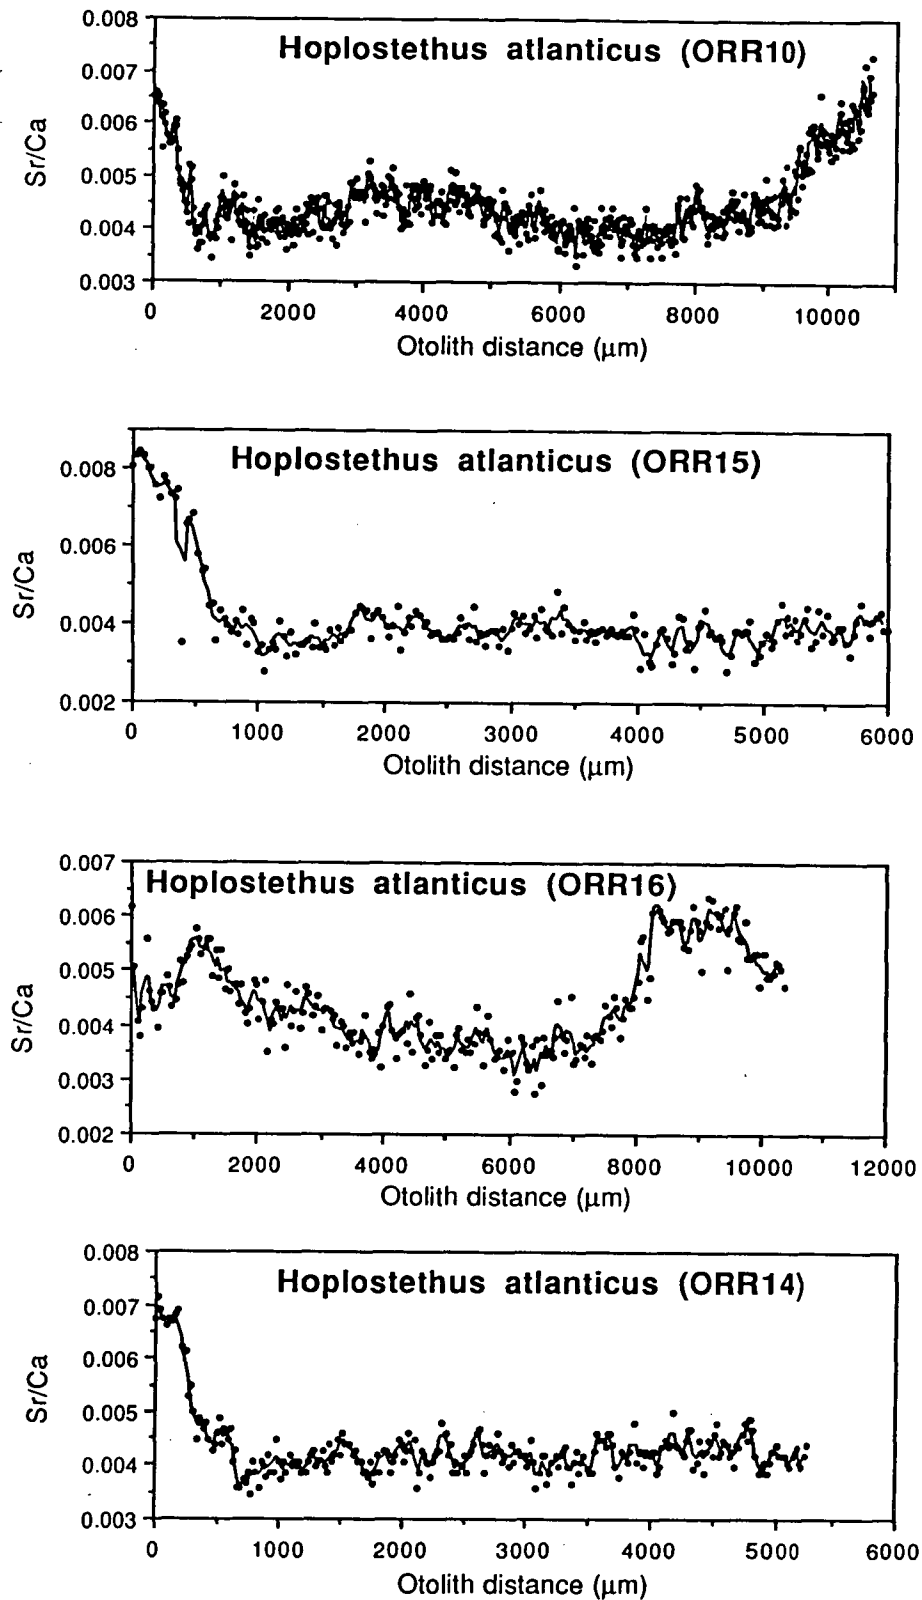 Hoplostethus atlanticus (ORR10)
Sr/Ca
0.008
0.007
0.006
0.005
0.004
0.003
0 2000 4000 6000 8000 10000
Otolith distance (µm)
Hoplostethus atlanticus (ORR15)
Sr/Ca
0.008
0.006
0.004
0.002
0 1000 2000 3000 4000 5000 6000
Otolith distance (µm)
Hoplostethus atlanticus (ORR16)
Sr/Ca
0.007
0.006
0.005
0.004
0.003
0.002
0 2000 4000 6000 8000 10000 12000
Otolith distance (µm)
Hoplostethus atlanticus (ORR14)
Sr/Ca
0.008
0.007
0.006
0.005
0.004
0.003
0 1000 2000 3000 4000 5000 6000
Otolith distance (µm)